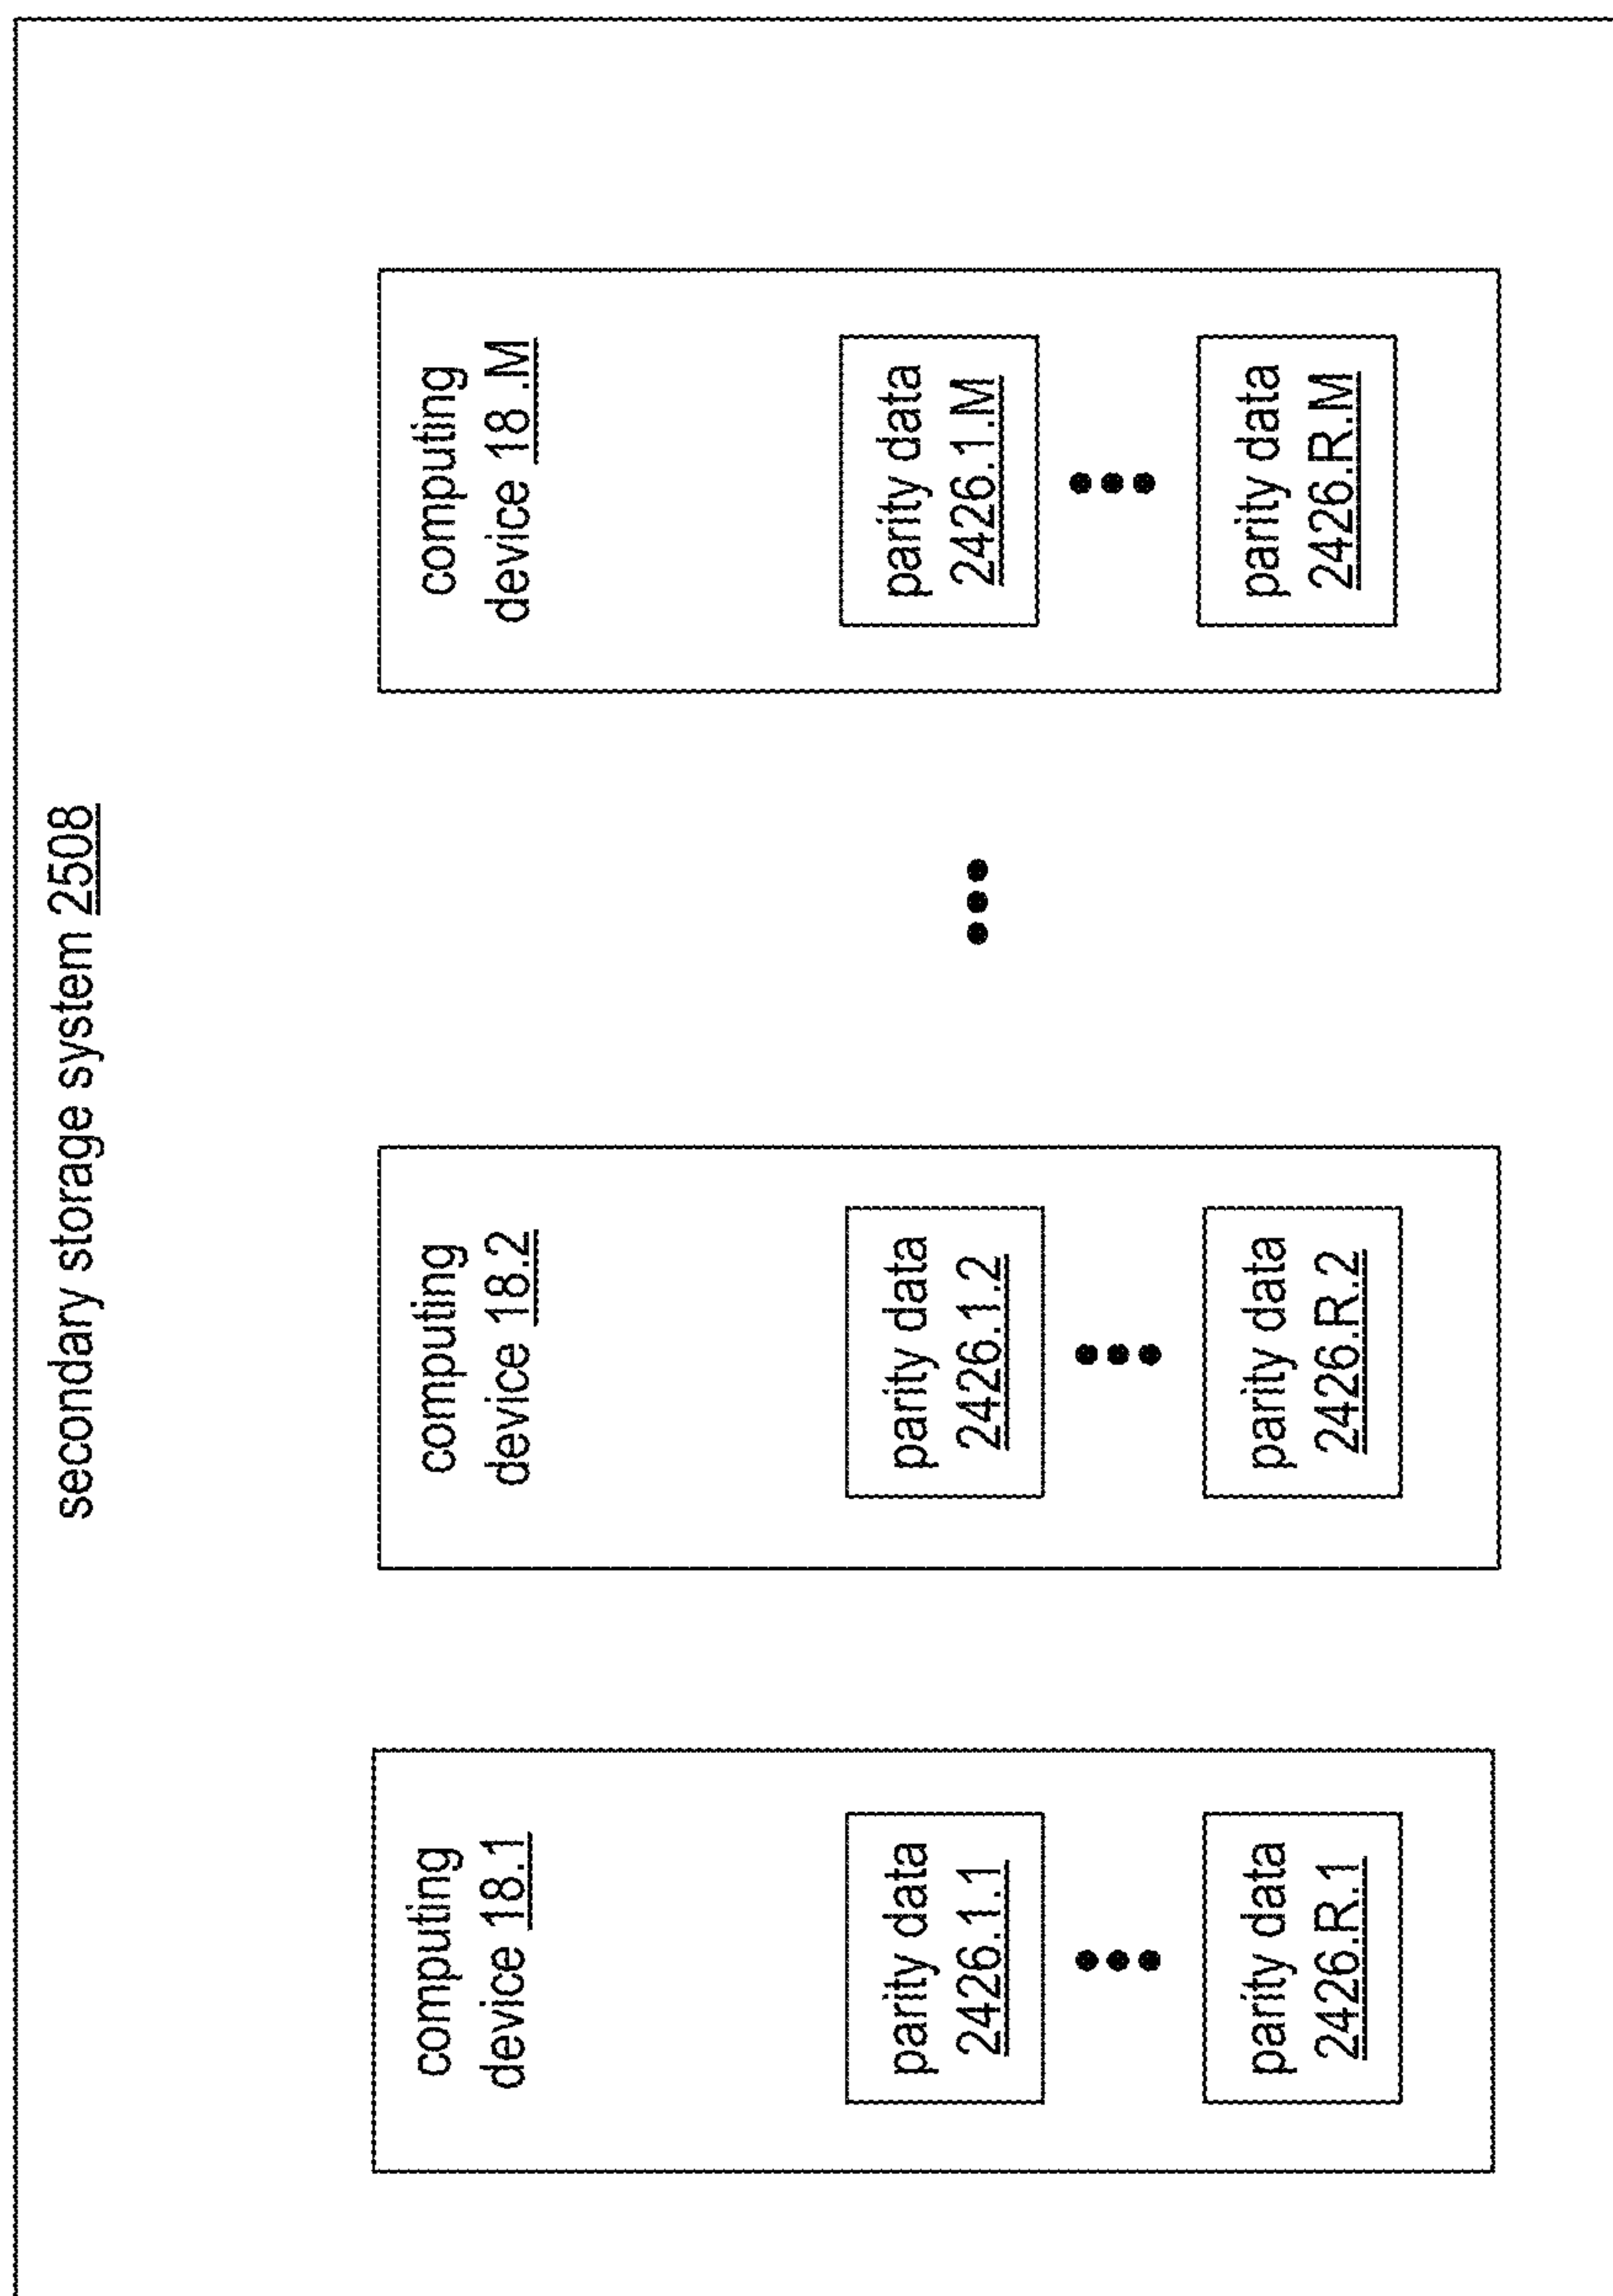 secondary storage system 2508
computing
device 18.1
parity data
2426.1.1
parity data
2426.R.1
computing
device 18.2
parity data
2426.1.2
parity data
2426.R.2
computing
device 18 .M
parity data
2426.1.M
parity data
2426.R.M